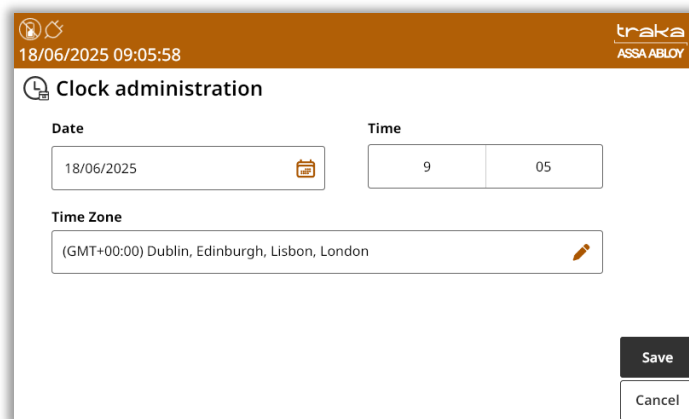 traka
18/06/2025 09:05:58
ASSA ABLOY
Clock administration
Date
Time
18/06/2025
9
05
Time Zone
(GMT+00:00) Dublin, Edinburgh, Lisbon, London
Save
Cancel